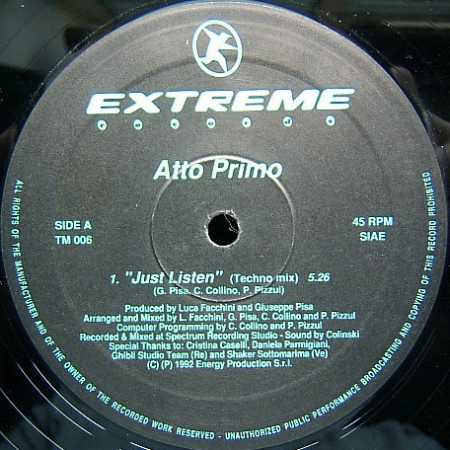 EXTREME
records
Atto Primo
SIDE A
TM 006
45 RPM
SIAE
1. "Just Listen" (Techno mix) 5.26
(G. Pisa, C. Collino, P. Pizzul)
Produced by Luca Facchini and Giuseppe Pisa
Arranged and Mixed by L. Facchini, G. Pisa, C. Collino and P. Pizzul
Computer Programming by C. Collino and P. Pizzul
Recorded & Mixed at Spectrum Recording Studio - Sound by Colinski
Special Thanks to: Cristina Caselli, Daniela Parmigiani,
Ghibli Studio Team (Re) and Shaker Sottomarina (Ve)
(C) (P) 1992 Energy Production S.r.l.
ALL RIGHTS OF THE MANUFACTURER AND OF THE OWNER OF THE RECORDED WORK RESERVED - UNAUTHORIZED PUBLIC PERFORMANCE BROADCASTING AND COPYING OF THIS RECORD PROHIBITED